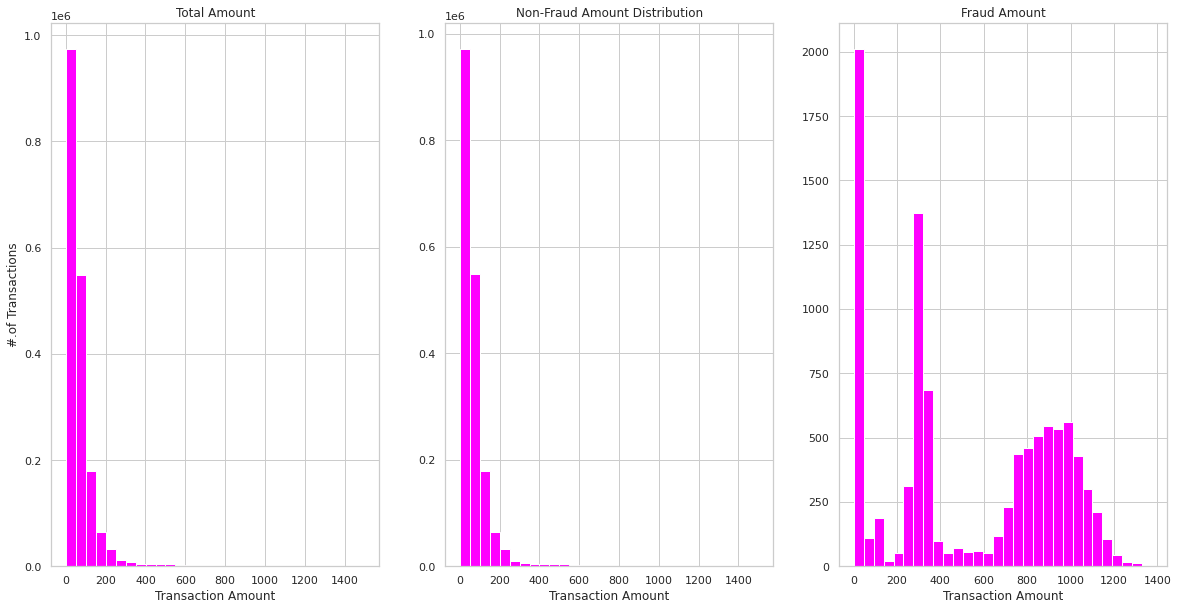 Total Amount
1e6
1.0
0.8
0.6
0.4
0.2
0.0
#.of Transactions
0 200 400 600 800 1000 1200 1400
Transaction Amount
Non-Fraud Amount Distribution
1e6
1.0
0.8
0.6
0.4
0.2
0.0
0 200 400 600 800 1000 1200 1400
Transaction Amount
Fraud Amount
2000
1750
1500
1250
1000
750
500
250
0
0 200 400 600 800 1000 1200 1400
Transaction Amount